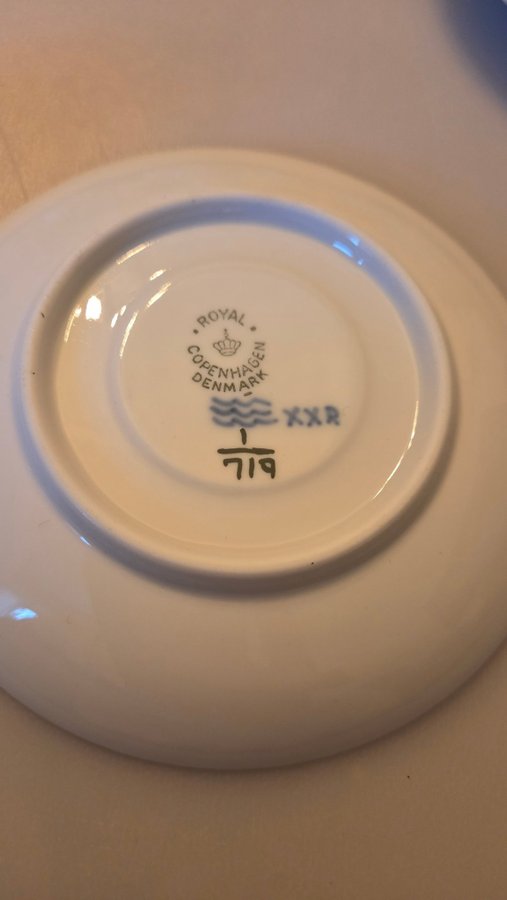 ROYAL
COPENHAGEN
DENMARK
XXR
1
719